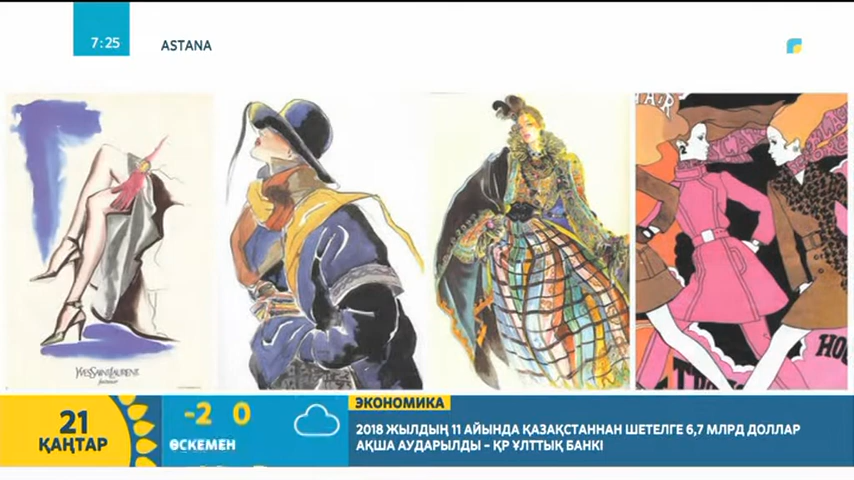 7:25
ASTANA
YVES SAINT LAURENT
21
ҚАҢТАР
-2 0
ӨСКЕМЕН
ЭКОНОМИКА
2018 ЖЫЛДЫҢ 11 АЙЫНДА ҚАЗАҚСТАННАН ШЕТЕЛГЕ 6,7 МЛРД ДОЛЛАР
АҚША АУДАРЫЛДЫ – ҚР ҰЛТТЫҚ БАНКІ